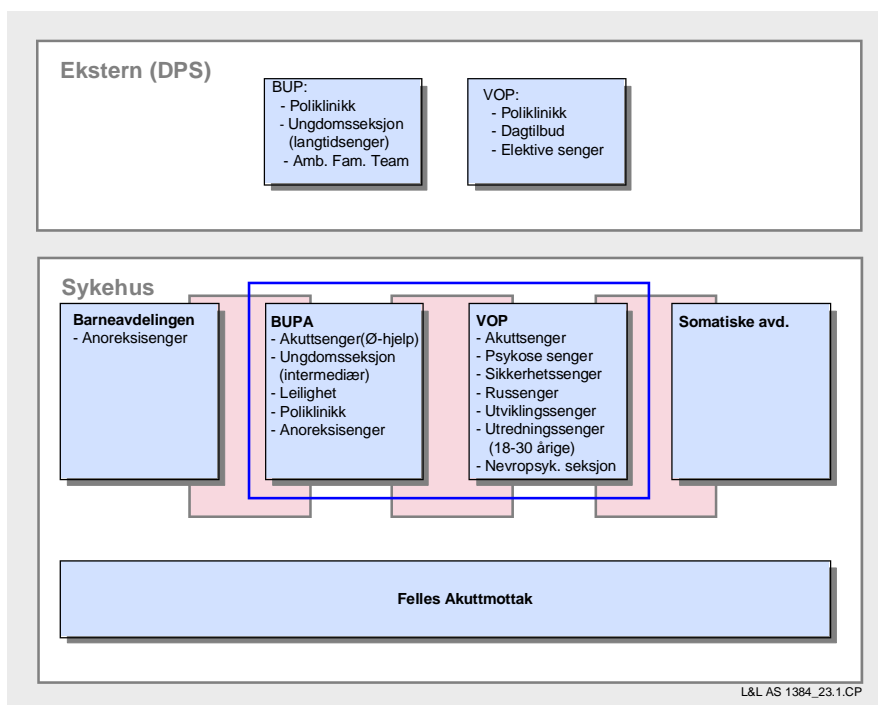 Ekstern (DPS)
BUP:
- Poliklinikk
- Ungdomsseksjon
(langtidsenger)
- Amb. Fam. Team
VOP:
- Poliklinikk
- Dagtilbud
- Elektive senger
Sykehus
Barneavdelingen
- Anoreksisenger
BUPA
- Akuttsenger(Ø-hjelp)
- Ungdomsseksjon
(intermediær)
- Leilighet
- Poliklinikk
- Anoreksisenger
VOP
- Akuttsenger
- Psykose senger
- Sikkerhetssenger
- Russenger
- Utviklingssenger
- Utredningssenger
(18-30 årige)
- Nevropsyk. seksjon
Somatiske avd.
Felles Akuttmottak
L&L AS 1384_23.1.CP